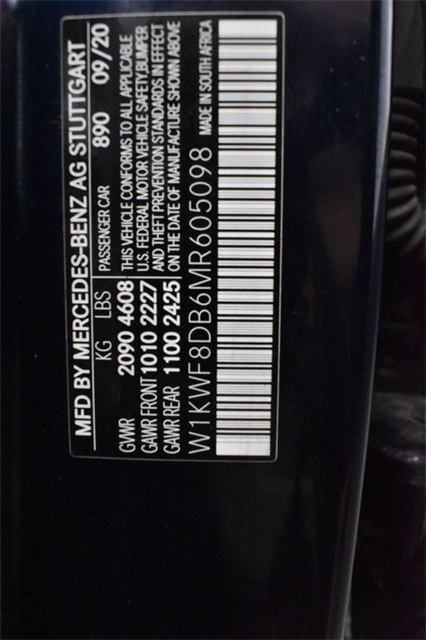 MFD BY MERCEDES-BENZ AG STUTTGART
KG LBS PASSENGER CAR 890 09/20
GVWR 2090 4608 THIS VEHICLE CONFORMS TO ALL APPLICABLE
GAWR FRONT 1010 2227 U.S. FEDERAL MOTOR VEHICLE SAFETY,BUMPER
GAWR REAR 1100 2425 AND THEFT PREVENTION STANDARDS IN EFFECT
ON THE DATE OF MANUFACTURE SHOWN ABOVE
W1KWF8DB6MR605098 MADE IN SOUTH AFRICA